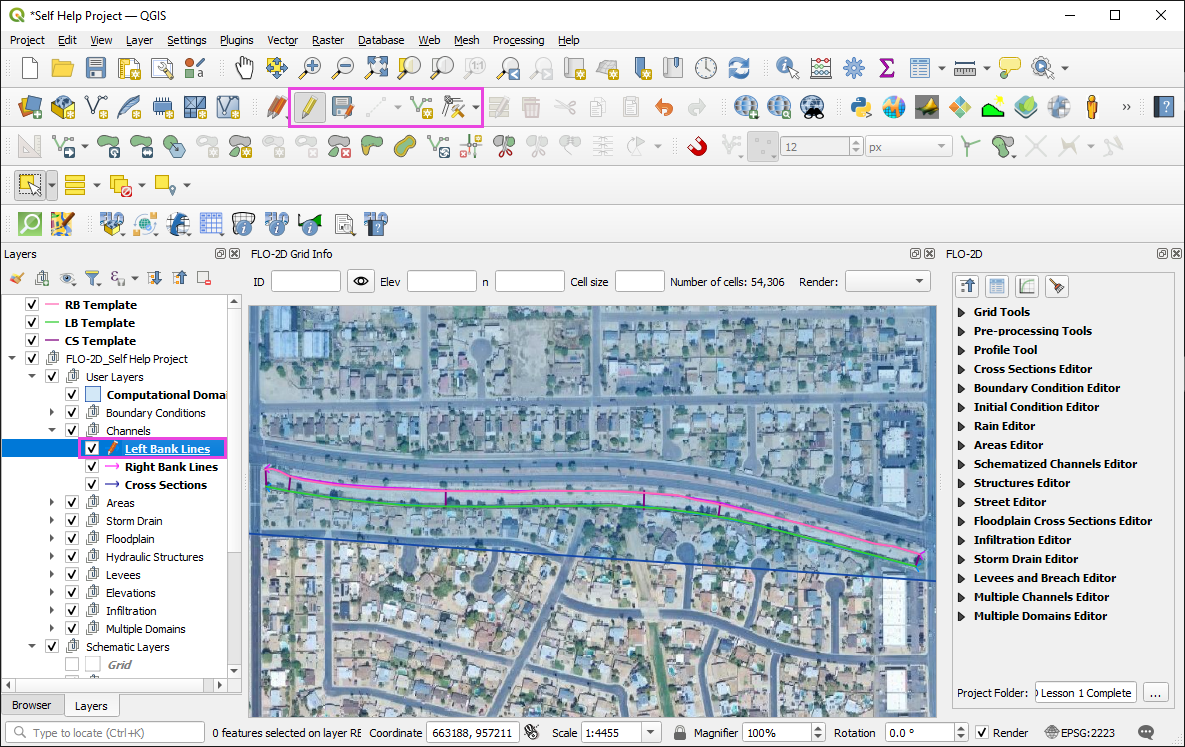 *Self Help Project — QGIS
Project Edit View Layer Settings Plugins Vector Raster Database Web Mesh Processing Help
1:1
12 px
Layers
FLO-2D Grid Info
FLO-2D
ID Elev n Cell size Number of cells: 54,306 Render:
RB Template
LB Template
CS Template
FLO-2D_Self Help Project
User Layers
Computational Domai
Boundary Conditions
Channels
Left Bank Lines
Right Bank Lines
Cross Sections
Areas
Storm Drain
Floodplain
Hydraulic Structures
Levees
Elevations
Infiltration
Multiple Domains
Schematic Layers
Grid
Browser Layers
Grid Tools
Pre-processing Tools
Profile Tool
Cross Sections Editor
Boundary Condition Editor
Initial Condition Editor
Rain Editor
Areas Editor
Schematized Channels Editor
Structures Editor
Street Editor
Floodplain Cross Sections Editor
Infiltration Editor
Storm Drain Editor
Levees and Breach Editor
Multiple Channels Editor
Multiple Domains Editor
Project Folder: Lesson 1 Complete ...
Type to locate (Ctrl+K) 0 features selected on layer RB Coordinate 663188, 957211 Scale 1:4455 Magnifier 100% Rotation 0.0 ° Render EPSG:2223